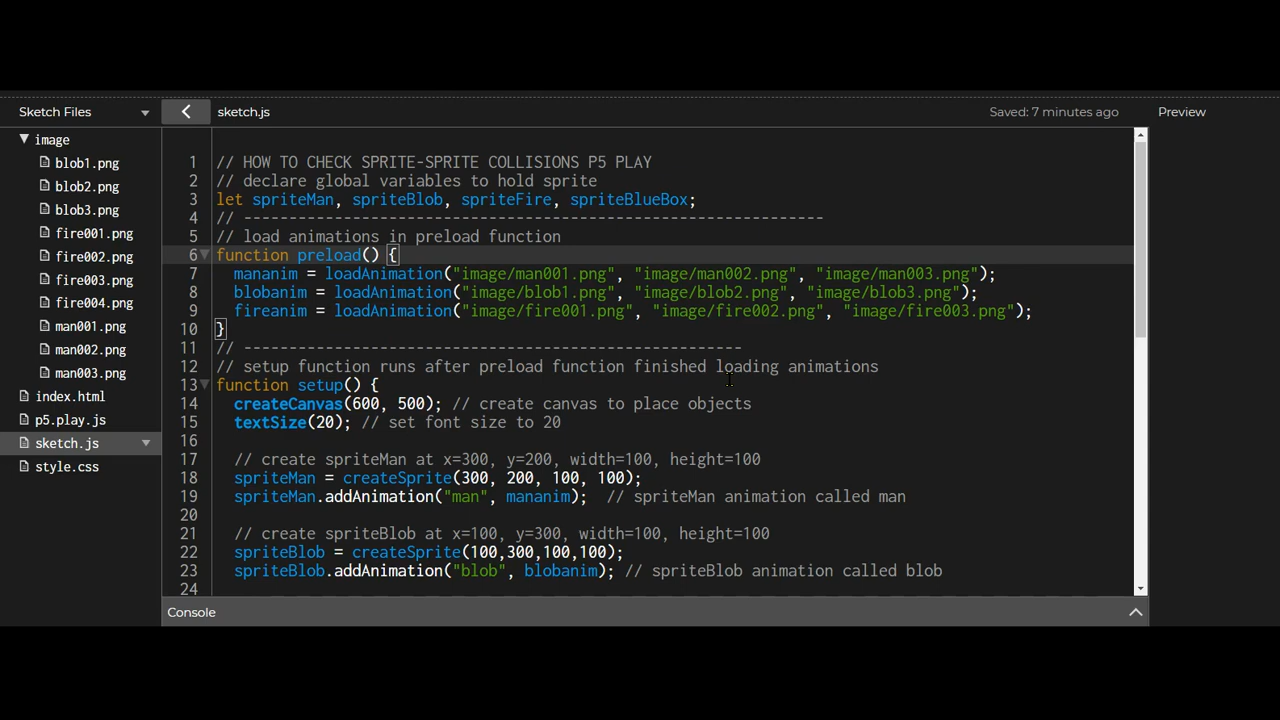 Sketch Files
sketch.js
Saved: 7 minutes ago
Preview
image
blob1.png
blob2.png
blob3.png
fire001.png
fire002.png
fire003.png
fire004.png
man001.png
man002.png
man003.png
index.html
p5.play.js
sketch.js
style.css
1 // HOW TO CHECK SPRITE-SPRITE COLLISIONS P5 PLAY
2 // declare global variables to hold sprite
3 let spriteMan, spriteBlob, spriteFire, spriteBlueBox;
4 // ----------------------------------------------------------------
5 // load animations in preload function
6 function preload() {
7 mananim = loadAnimation("image/man001.png", "image/man002.png", "image/man003.png");
8 blobanim = loadAnimation("image/blob1.png", "image/blob2.png", "image/blob3.png");
9 fireanim = loadAnimation("image/fire001.png", "image/fire002.png", "image/fire003.png");
10 }
11 // -------------------------------------------------------
12 // setup function runs after preload function finished loading animations
13 function setup() {
14 createCanvas(600, 500); // create canvas to place objects
15 textSize(20); // set font size to 20
16
17 // create spriteMan at x=300, y=200, width=100, height=100
18 spriteMan = createSprite(300, 200, 100, 100);
19 spriteMan.addAnimation("man", mananim); // spriteMan animation called man
20
21 // create spriteBlob at x=100, y=300, width=100, height=100
22 spriteBlob = createSprite(100,300,100,100);
23 spriteBlob.addAnimation("blob", blobanim); // spriteBlob animation called blob
24
Console